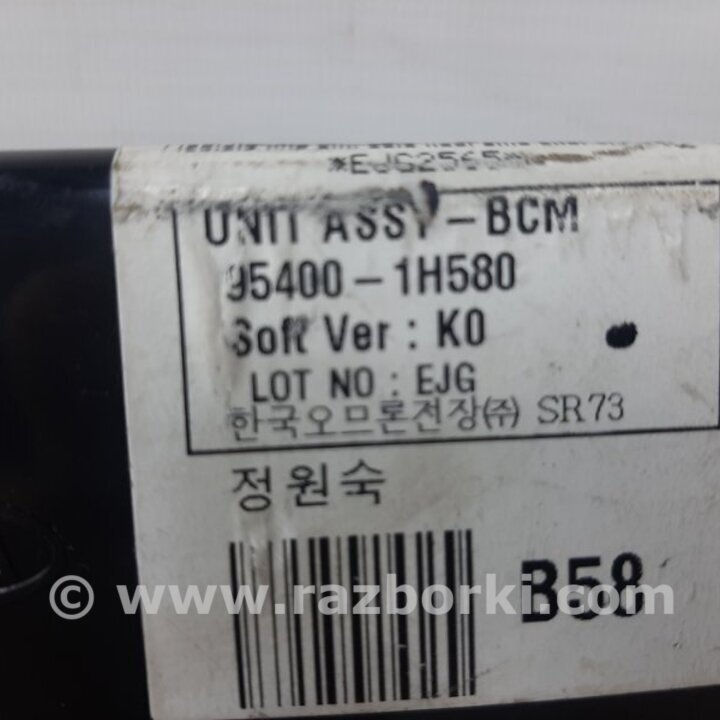 *EJG2565*
UNIT ASSY - BCM
95400 - 1H580
Soft Ver : K0
LOT NO : EJG
한국오므론전장㈜ SR73
정원숙
B58
© www.razborki.com